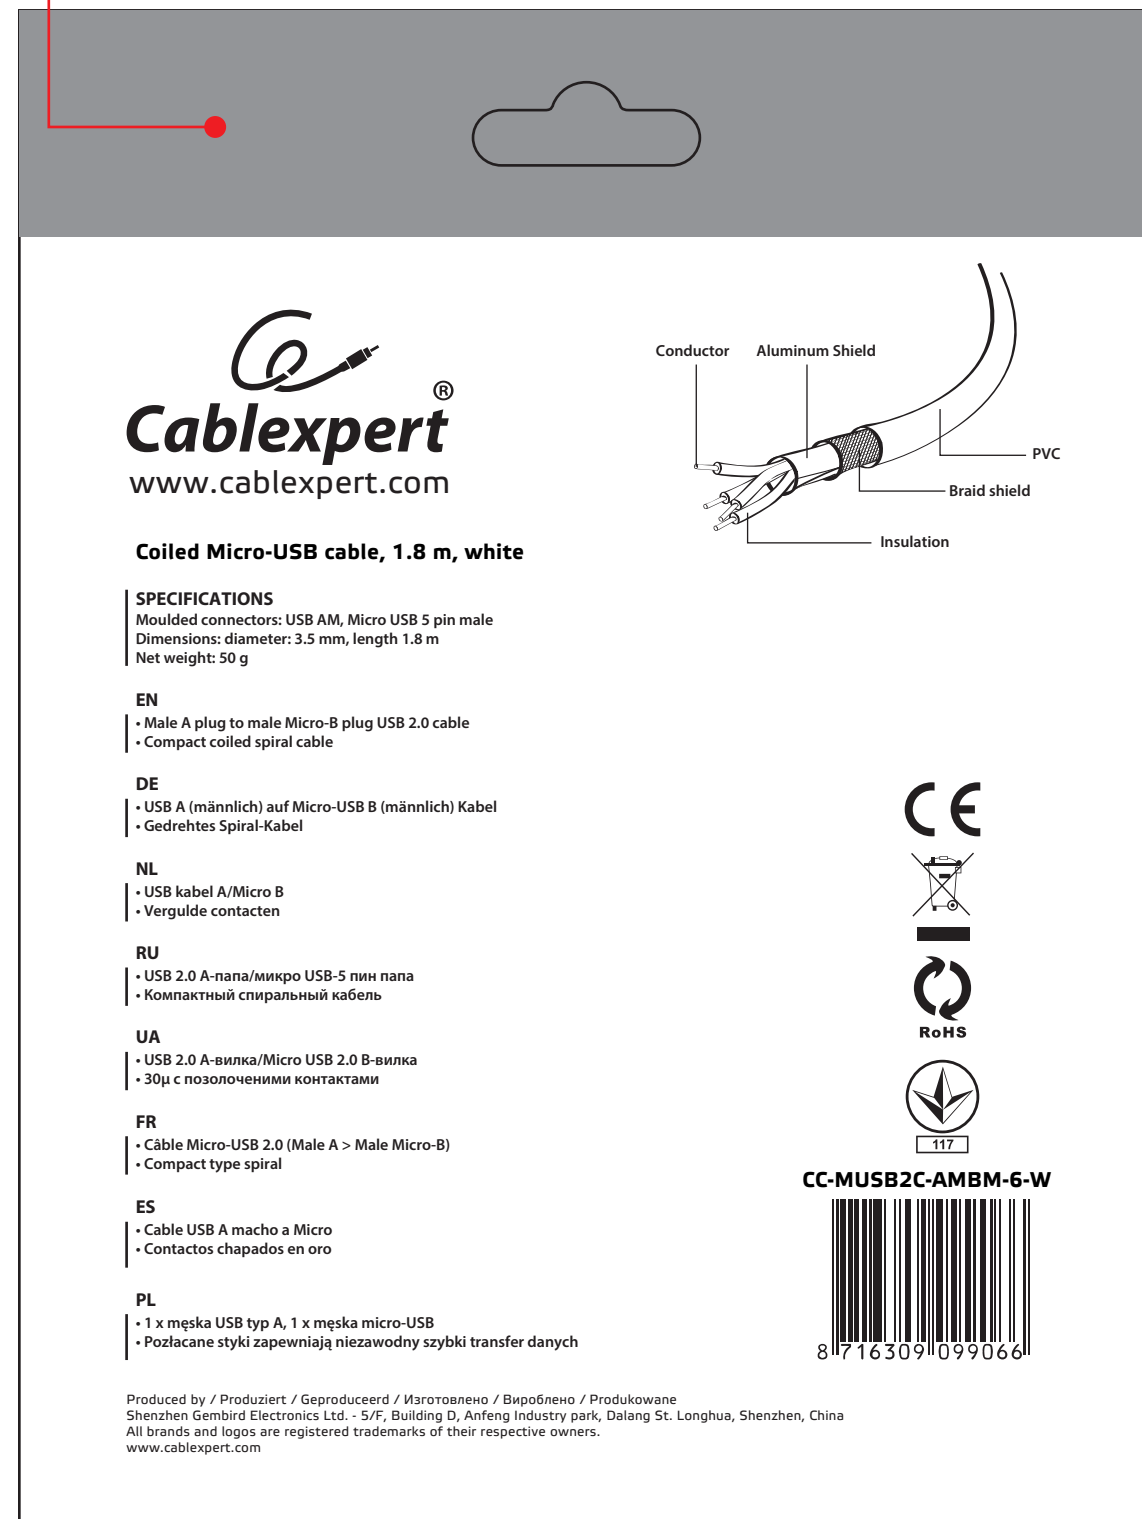 Conductor Aluminum Shield
PVC
Braid shield
Insulation
Cablexpert®
www.cablexpert.com
Coiled Micro-USB cable, 1.8 m, white
SPECIFICATIONS
Moulded connectors: USB AM, Micro USB 5 pin male
Dimensions: diameter: 3.5 mm, length 1.8 m
Net weight: 50 g
EN
• Male A plug to male Micro-B plug USB 2.0 cable
• Compact coiled spiral cable
DE
• USB A (männlich) auf Micro-USB B (männlich) Kabel
• Gedrehtes Spiral-Kabel
NL
• USB kabel A/Micro B
• Vergulde contacten
RU
• USB 2.0 А-папа/микро USB-5 пин папа
• Компактный спиральный кабель
UA
• USB 2.0 А-вилка/Micro USB 2.0 B-вилка
• 30µ с позолоченими контактами
FR
• Câble Micro-USB 2.0 (Male A > Male Micro-B)
• Compact type spiral
ES
• Cable USB A macho a Micro
• Contactos chapados en oro
PL
• 1 x męska USB typ A, 1 x męska micro-USB
• Pozłacane styki zapewniają niezawodny szybki transfer danych
CE
RoHS
117
CC-MUSB2C-AMBM-6-W
8 716309 099066
Produced by / Produziert / Geproduceerd / Изготовлено / Вироблено / Produkowane
Shenzhen Gembird Electronics Ltd. - 5/F, Building D, Anfeng Industry park, Dalang St. Longhua, Shenzhen, China
All brands and logos are registered trademarks of their respective owners.
www.cablexpert.com